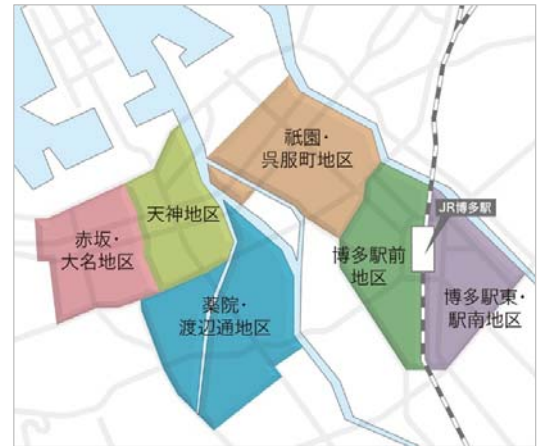 祇園・
呉服町地区
JR博多駅
天神地区
赤坂・
大名地区
博多駅前
地区
薬院・
渡辺通地区
博多駅東・
駅南地区